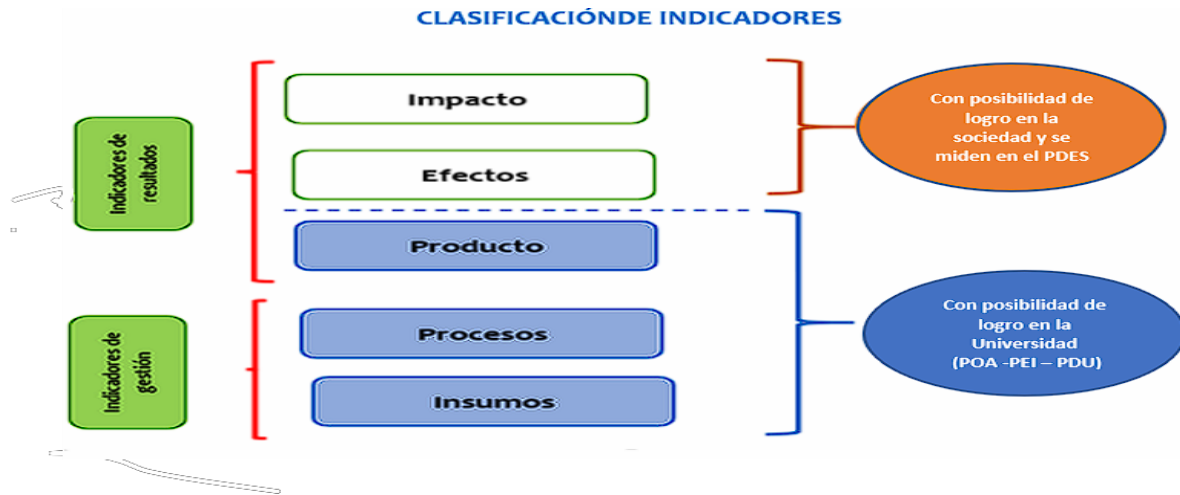 CLASIFICACIÓNDE INDICADORES
Indicadores de
resultados
Impacto
Efectos
Producto
Con posibilidad de
logro en la
sociedad y se
miden en el PDES
Indicadores de
gestión
Procesos
Insumos
Con posibilidad de
logro en la
Universidad
(POA -PEI – PDU)